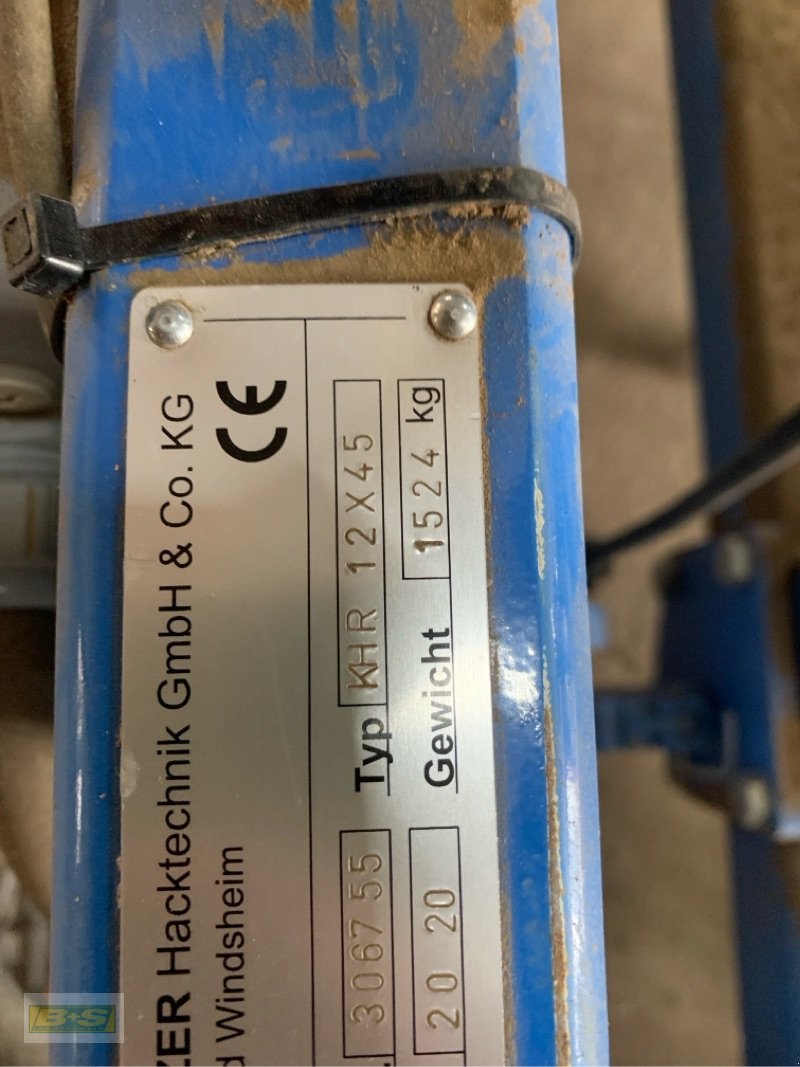 ZER Hacktechnik GmbH & Co. KG
d Windsheim
CE
306755 Typ KHR 12X45
2020 Gewicht 1524 kg
B+S